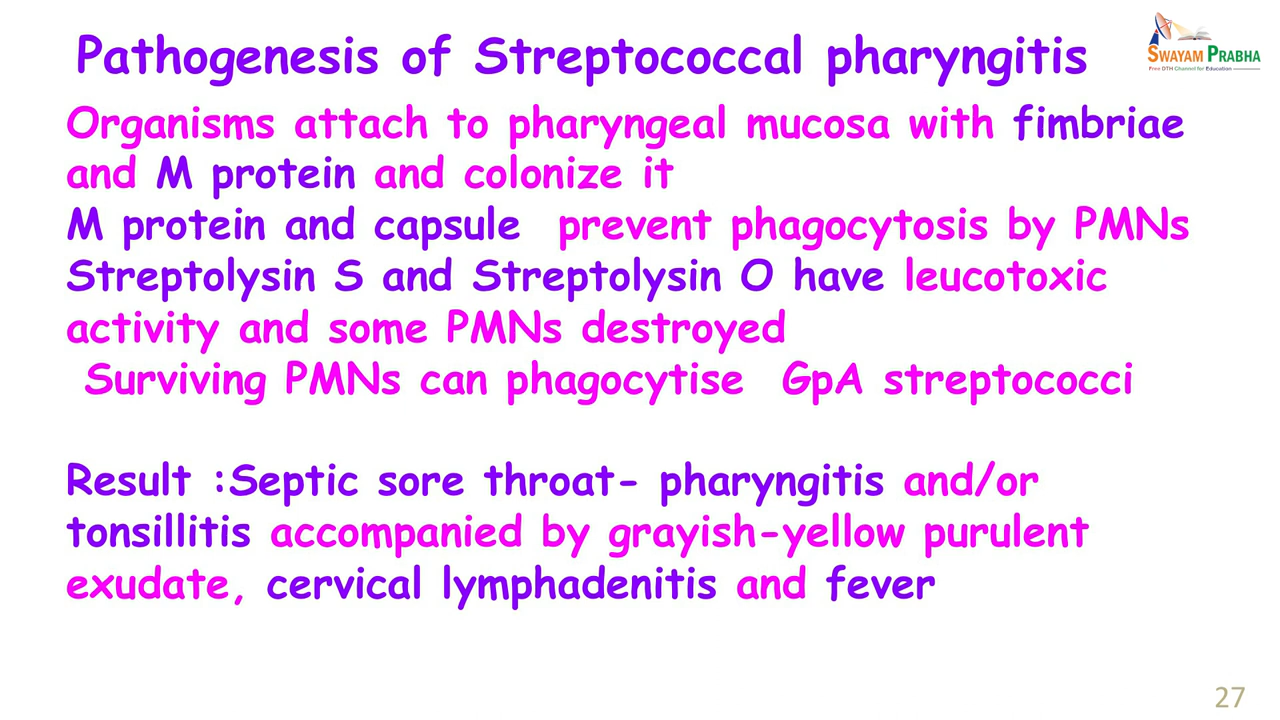 Pathogenesis of Streptococcal pharyngitis
SWAYAM PRABHA
Free DTH Channel for Education
Organisms attach to pharyngeal mucosa with fimbriae
and M protein and colonize it
M protein and capsule prevent phagocytosis by PMNs
Streptolysin S and Streptolysin O have leucotoxic
activity and some PMNs destroyed
Surviving PMNs can phagocytise GpA streptococci
Result :Septic sore throat- pharyngitis and/or
tonsillitis accompanied by grayish-yellow purulent
exudate, cervical lymphadenitis and fever
27